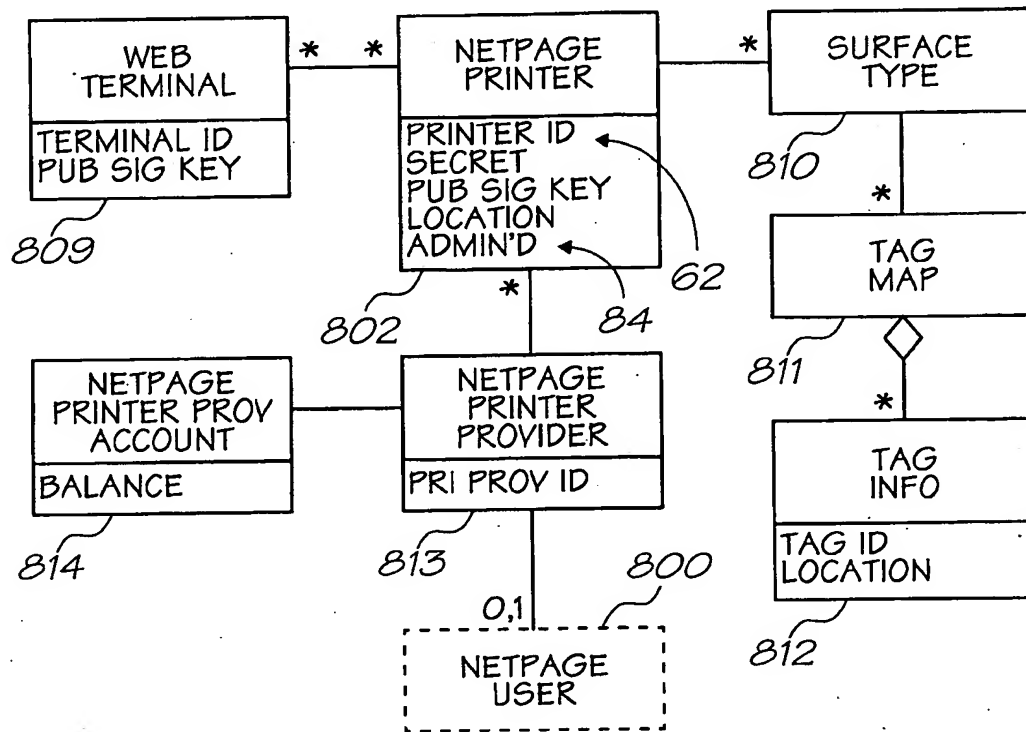 WEB
TERMINAL
TERMINAL ID
PUB SIG KEY
809
* *
NETPAGE
PRINTER
PRINTER ID
SECRET
PUB SIG KEY
LOCATION
ADMIN'D
802
62
84
*
SURFACE
TYPE
810
*
TAG
MAP
811
*
TAG
INFO
TAG ID
LOCATION
812
*
NETPAGE
PRINTER PROV
ACCOUNT
BALANCE
814
NETPAGE
PRINTER
PROVIDER
PRI PROV ID
813
800
0,1
NETPAGE
USER